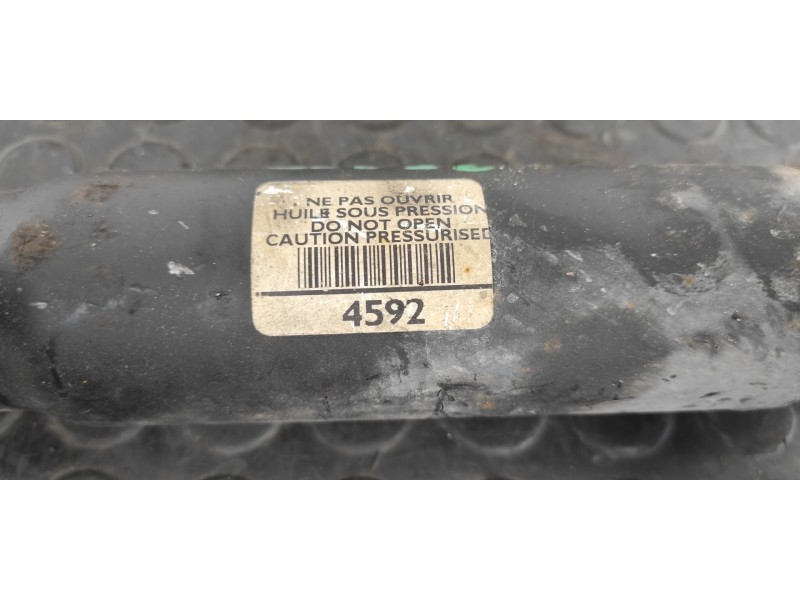 NE PAS OUVRIR
HUILE SOUS PRESSION
DO NOT OPEN
CAUTION PRESSURISED
4592